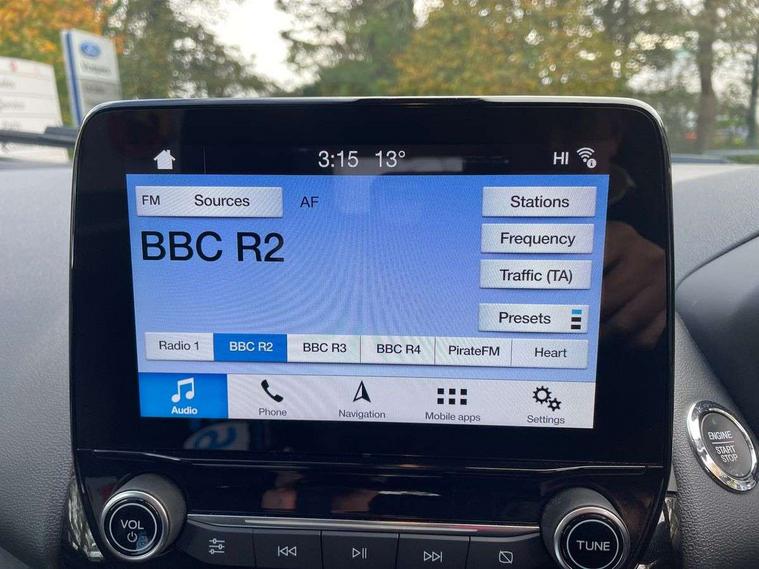 Ford
3:15 13° HI
FM Sources AF Stations
BBC R2
Frequency
Traffic (TA)
Presets
Radio 1 BBC R2 BBC R3 BBC R4 PirateFM Heart
Audio Phone Navigation Mobile apps Settings
ENGINE
START
STOP
VOL
TUNE